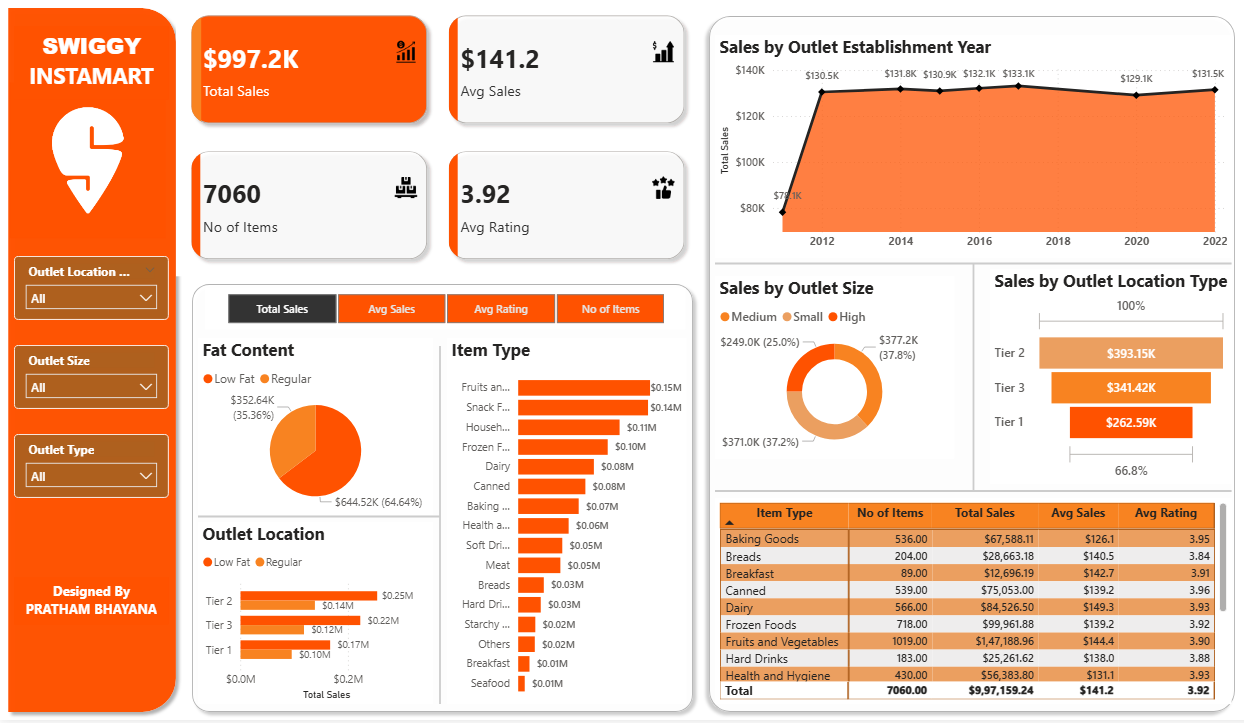 SWIGGY
INSTAMART
Outlet Location ...
All
Outlet Size
All
Outlet Type
All
Designed By
PRATHAM BHAYANA
$997.2K
Total Sales
$141.2
Avg Sales
7060
No of Items
3.92
Avg Rating
Total Sales Avg Sales Avg Rating No of Items
Fat Content
Low Fat Regular
$352.64K
(35.36%)
$644.52K (64.64%)
Outlet Location
Low Fat Regular
Tier 2 $0.25M
$0.14M
Tier 3 $0.22M
$0.12M
Tier 1 $0.17M
$0.10M
$0.0M $0.2M
Total Sales
Item Type
Fruits an... $0.15M
Snack F... $0.14M
Househ... $0.11M
Frozen F... $0.10M
Dairy $0.08M
Canned $0.08M
Baking ... $0.07M
Health a... $0.06M
Soft Dri... $0.05M
Meat $0.05M
Breads $0.03M
Hard Dri... $0.03M
Starchy ... $0.02M
Others $0.02M
Breakfast $0.01M
Seafood $0.01M
Sales by Outlet Establishment Year
Total Sales
$140K
$120K
$100K
$80K
$78.1K $130.5K $131.8K $130.9K $132.1K $133.1K $129.1K $131.5K
2012 2014 2016 2018 2020 2022
Sales by Outlet Size
Medium Small High
$249.0K (25.0%)
$377.2K
(37.8%)
$371.0K (37.2%)
Sales by Outlet Location Type
100%
Tier 2 $393.15K
Tier 3 $341.42K
Tier 1 $262.59K
66.8%
Item Type No of Items Total Sales Avg Sales Avg Rating
Baking Goods 536.00 $67,588.11 $126.1 3.95
Breads 204.00 $28,663.18 $140.5 3.84
Breakfast 89.00 $12,696.19 $142.7 3.91
Canned 539.00 $75,053.00 $139.2 3.96
Dairy 566.00 $84,526.50 $149.3 3.93
Frozen Foods 718.00 $99,961.88 $139.2 3.92
Fruits and Vegetables 1019.00 $1,47,188.96 $144.4 3.90
Hard Drinks 183.00 $25,261.62 $138.0 3.88
Health and Hygiene 430.00 $56,383.80 $131.1 3.93
Total 7060.00 $9,97,159.24 $141.2 3.92